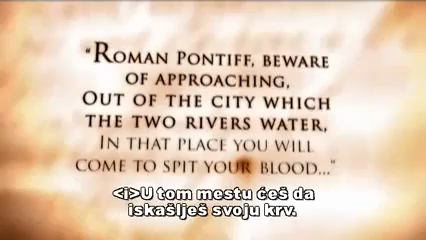 "ROMAN PONTIFF, BEWARE
OF APPROACHING,
OUT OF THE CITY WHICH
THE TWO RIVERS WATER,
IN THAT PLACE YOU WILL
COME TO SPIT YOUR BLOOD..."
<i>U tom mestu ćeš da
iskašlješ svoju krv.